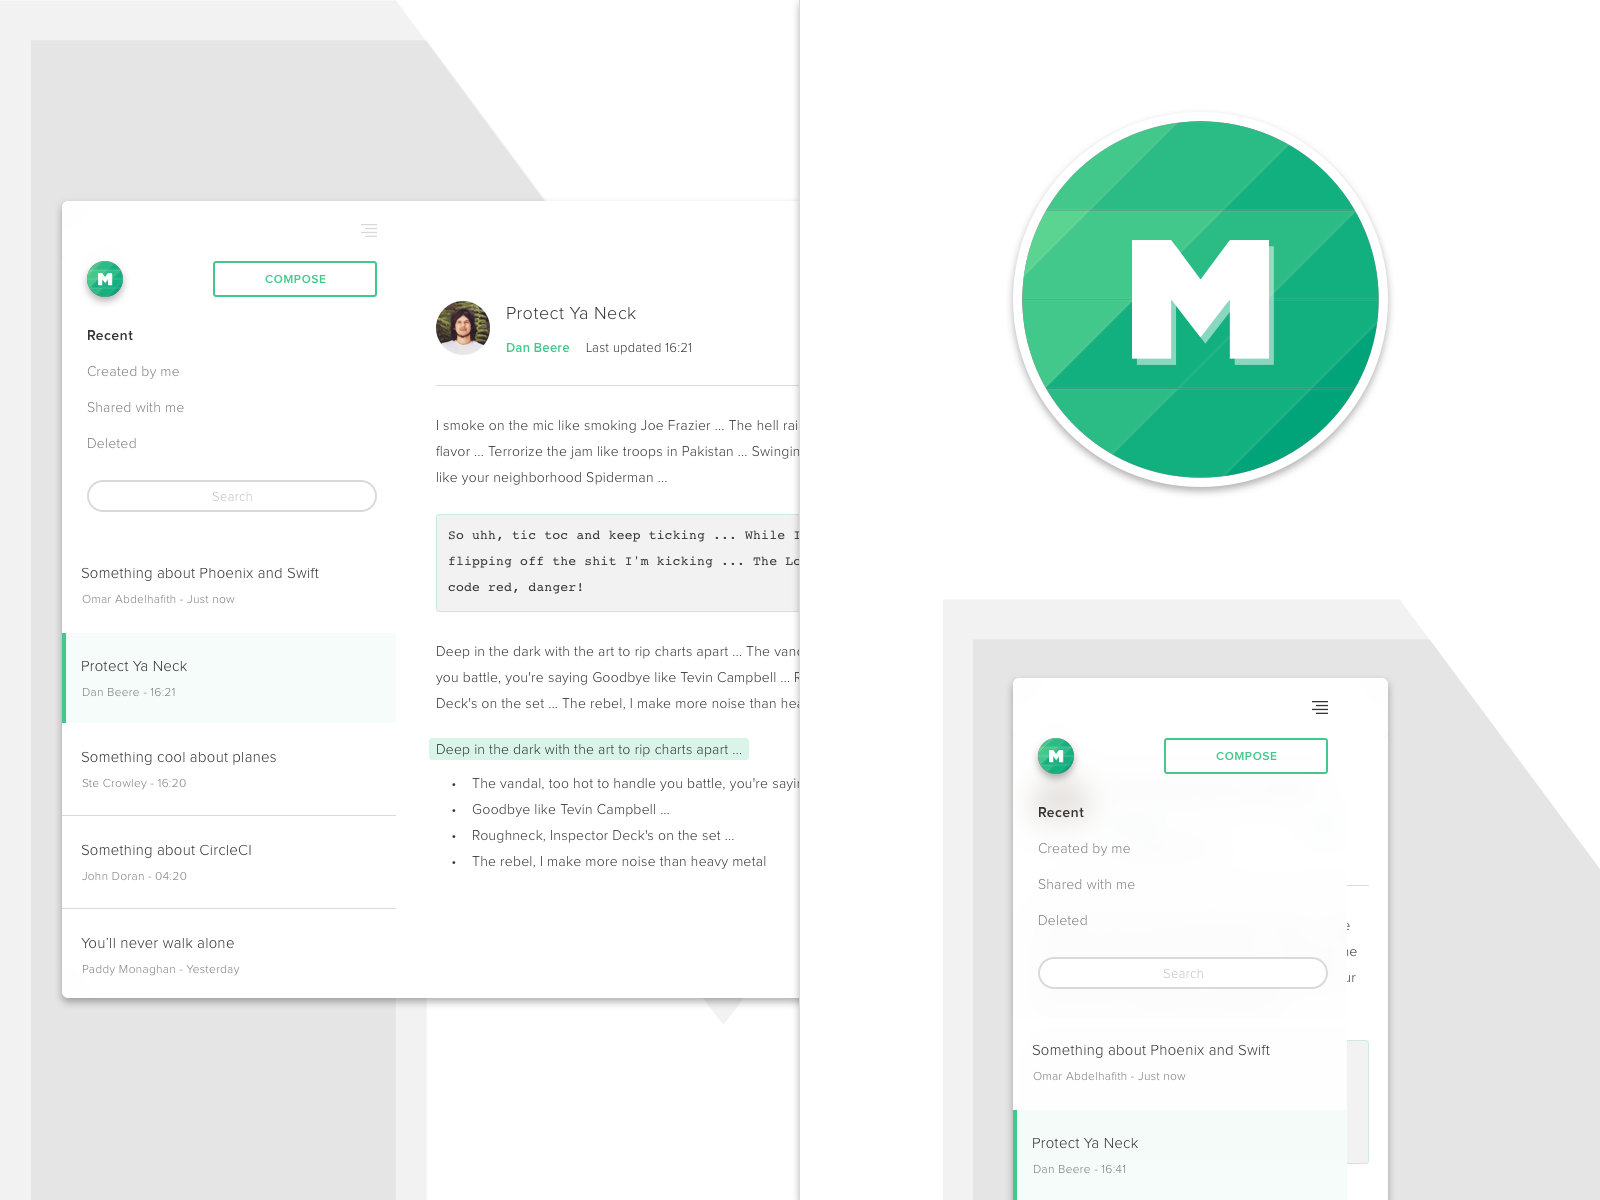 M
COMPOSE
Recent
Created by me
Shared with me
Deleted
Search
Something about Phoenix and Swift
Omar Abdelhafith - Just now
Protect Ya Neck
Dan Beere - 16:21
Something cool about planes
Ste Crowley - 16:20
Something about CircleCI
John Doran - 04:20
You'll never walk alone
Paddy Monaghan - Yesterday
Protect Ya Neck
Dan Beere Last updated 16:21
I smoke on the mic like smoking Joe Frazier ... The hell rai
flavor ... Terrorize the jam like troops in Pakistan ... Swingin
like your neighborhood Spiderman ...
So uhh, tic toc and keep ticking ... While I
flipping off the shit I'm kicking ... The Lo
code red, danger!
Deep in the dark with the art to rip charts apart ... The vand
you battle, you're saying Goodbye like Tevin Campbell ... R
Deck's on the set ... The rebel, I make more noise than hea
Deep in the dark with the art to rip charts apart ...
• The vandal, too hot to handle you battle, you're sayin
• Goodbye like Tevin Campbell ...
• Roughneck, Inspector Deck's on the set ...
• The rebel, I make more noise than heavy metal
M
M
COMPOSE
Recent
Created by me
Shared with me
Deleted
Search
e
ne
ur
Something about Phoenix and Swift
Omar Abdelhafith - Just now
Protect Ya Neck
Dan Beere - 16:41